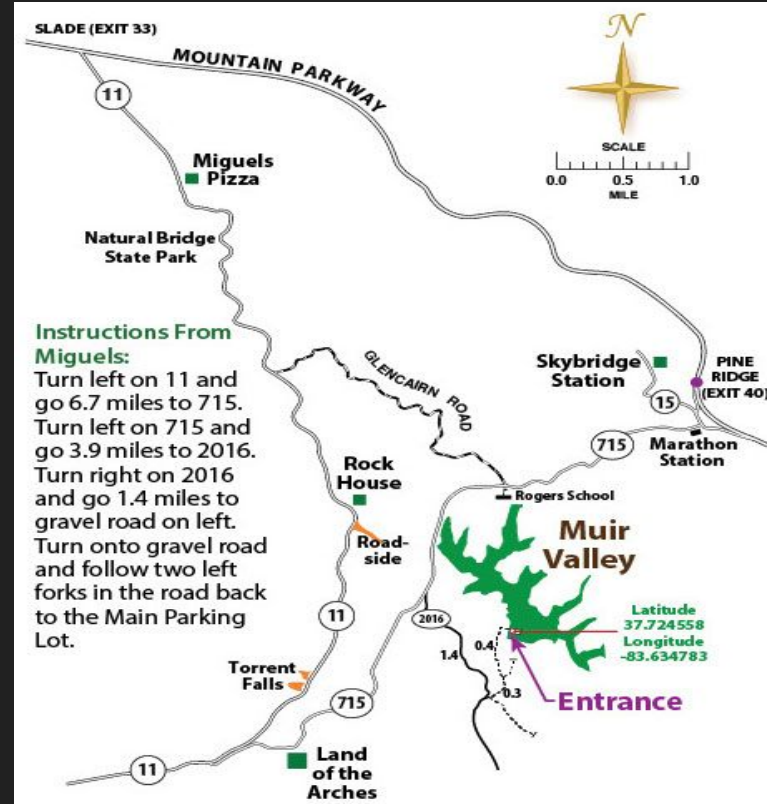 SLADE (EXIT 33)
MOUNTAIN PARKWAY
N
SCALE
0.0 0.5 1.0
MILE
11
Miguels
Pizza
Natural Bridge
State Park
Instructions From
Miguels:
Turn left on 11 and
go 6.7 miles to 715.
Turn left on 715 and
go 3.9 miles to 2016.
Turn right on 2016
and go 1.4 miles to
gravel road on left.
Turn onto gravel road
and follow two left
forks in the road back
to the Main Parking
Lot.
GLENCAIRN ROAD
Skybridge
Station
PINE
RIDGE
(EXIT 40)
15
715
Marathon
Station
Rock
House
Rogers School
Road-
side
Muir
Valley
Latitude
37.724558
Longitude
-83.634783
11
2016
1.4
0.4
0.3
Entrance
Torrent
Falls
715
11
Land
of the
Arches